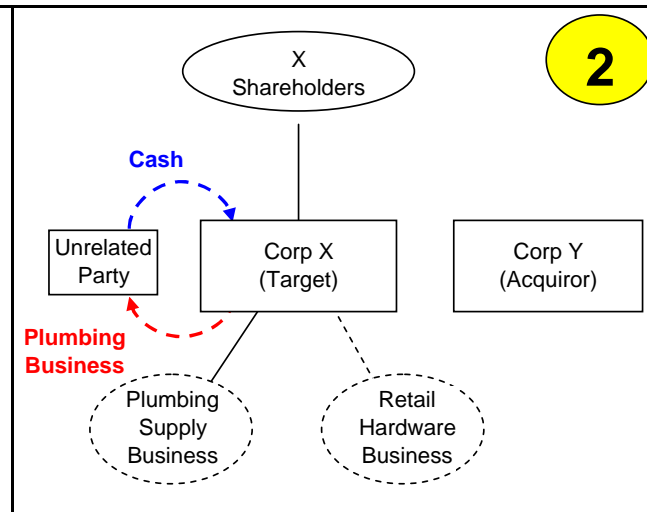 X
Shareholders
2
Cash
Unrelated
Party
Corp X
(Target)
Corp Y
(Acquiror)
Plumbing
Business
Plumbing
Supply
Business
Retail
Hardware
Business